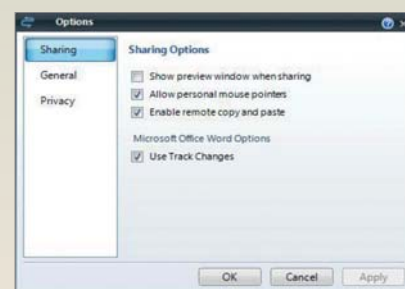 Options
Sharing
General
Privacy
Sharing Options
Show preview window when sharing
Allow personal mouse pointers
Enable remote copy and paste
Microsoft Office Word Options
Use Track Changes
OK
Cancel
Apply